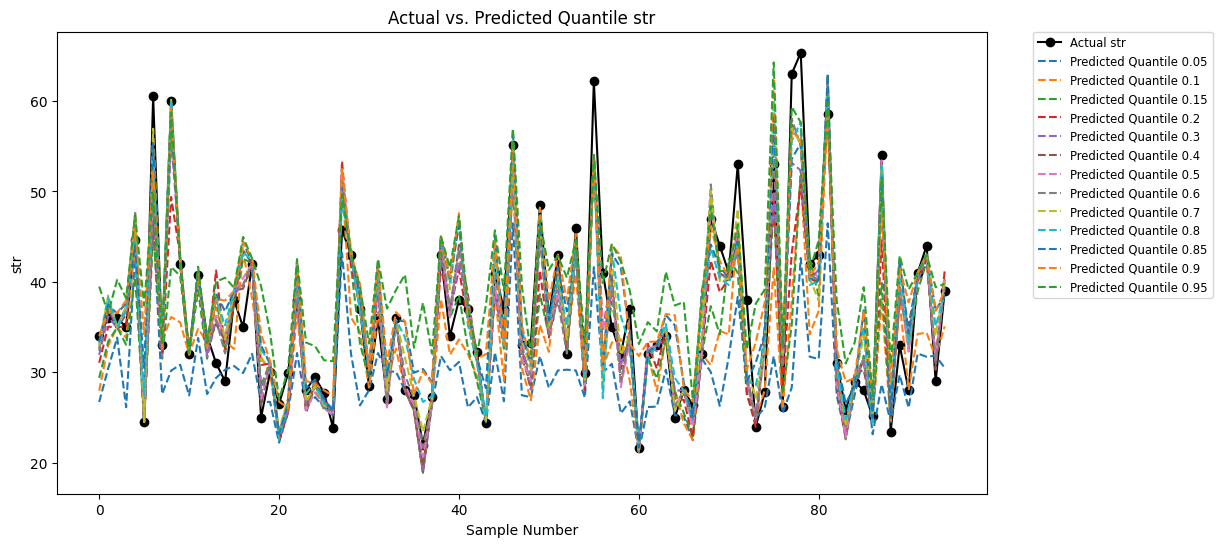 Actual vs. Predicted Quantile str
str
60
50
40
30
20
0
20
40
60
80
Sample Number
Actual str
Predicted Quantile 0.05
Predicted Quantile 0.1
Predicted Quantile 0.15
Predicted Quantile 0.2
Predicted Quantile 0.3
Predicted Quantile 0.4
Predicted Quantile 0.5
Predicted Quantile 0.6
Predicted Quantile 0.7
Predicted Quantile 0.8
Predicted Quantile 0.85
Predicted Quantile 0.9
Predicted Quantile 0.95